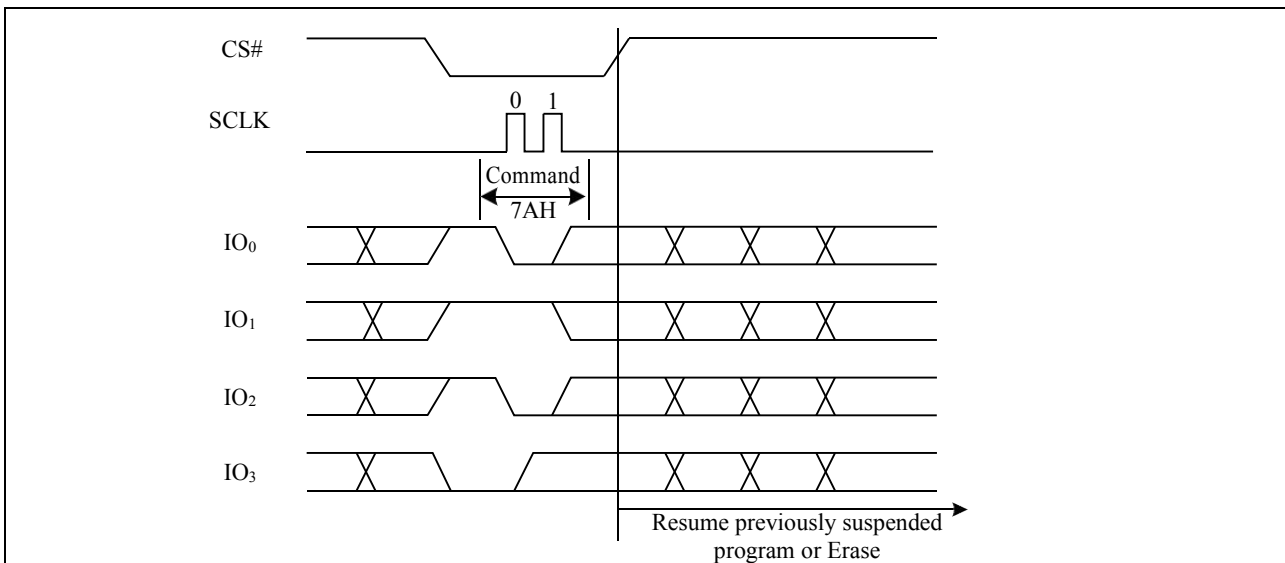 CS#
0 1
SCLK
Command
7AH
IO₀
IO₁
IO₂
IO₃
Resume previously suspended
program or Erase